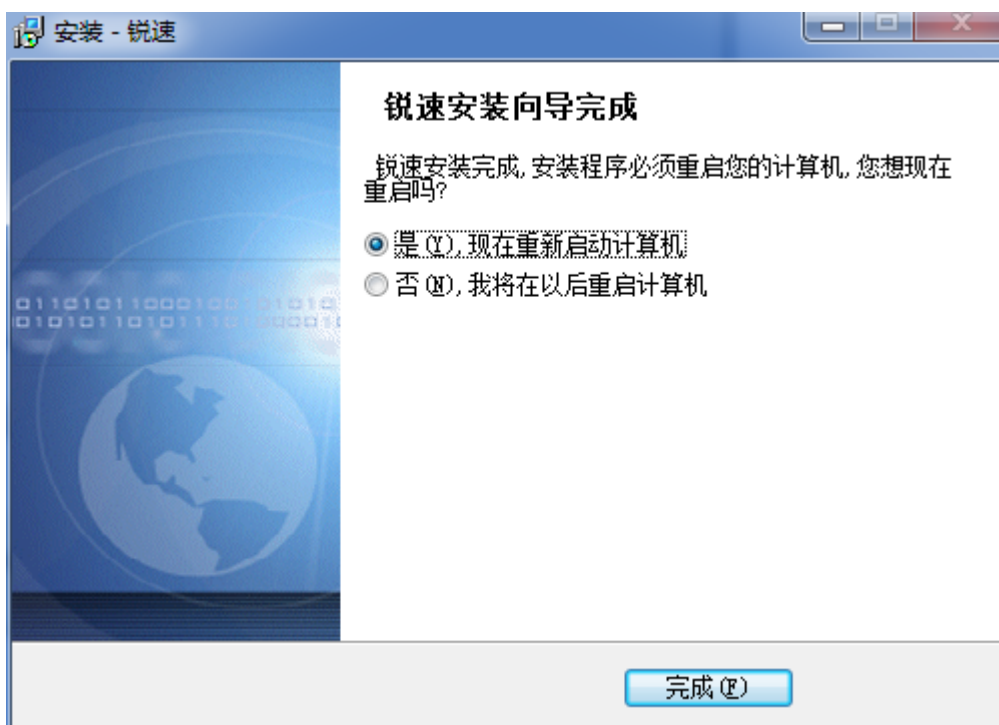 安装 - 锐速
锐速安装向导完成
锐速安装完成, 安装程序必须重启您的计算机, 您想现在
重启吗?
是(Y), 现在重新启动计算机
否(N), 我将在以后重启计算机
011010110001001010
0101011010111010001
完成(F)